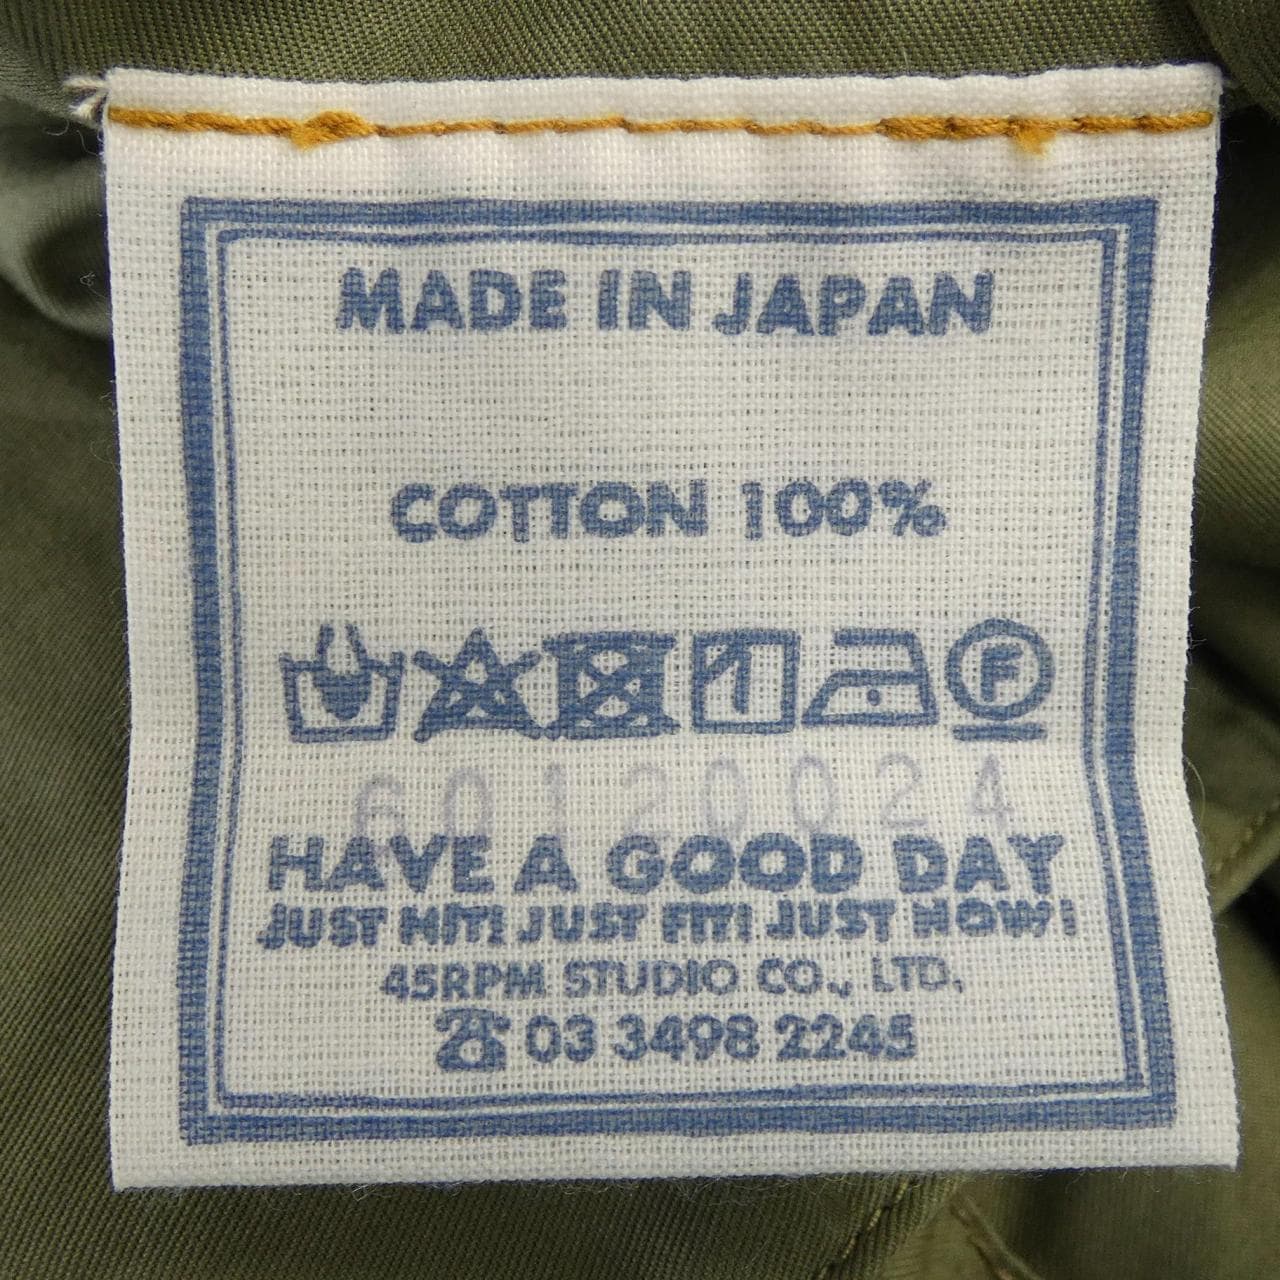 MADE IN JAPAN
COTTON 100%
F
60120024
HAVE A GOOD DAY
JUST HIT! JUST FIT! JUST NOW!
45RPM STUDIO CO., LTD.
☎ 03 3498 2245